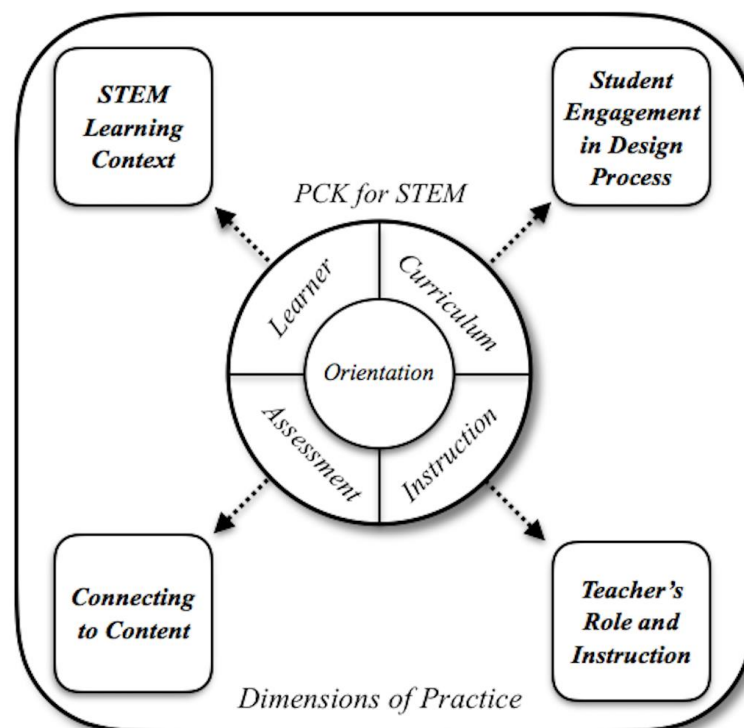 STEM
Learning
Context
Student
Engagement
in Design
Process
PCK for STEM
Learner
Curriculum
Orientation
Assessment
Instruction
Connecting
to Content
Teacher's
Role and
Instruction
Dimensions of Practice